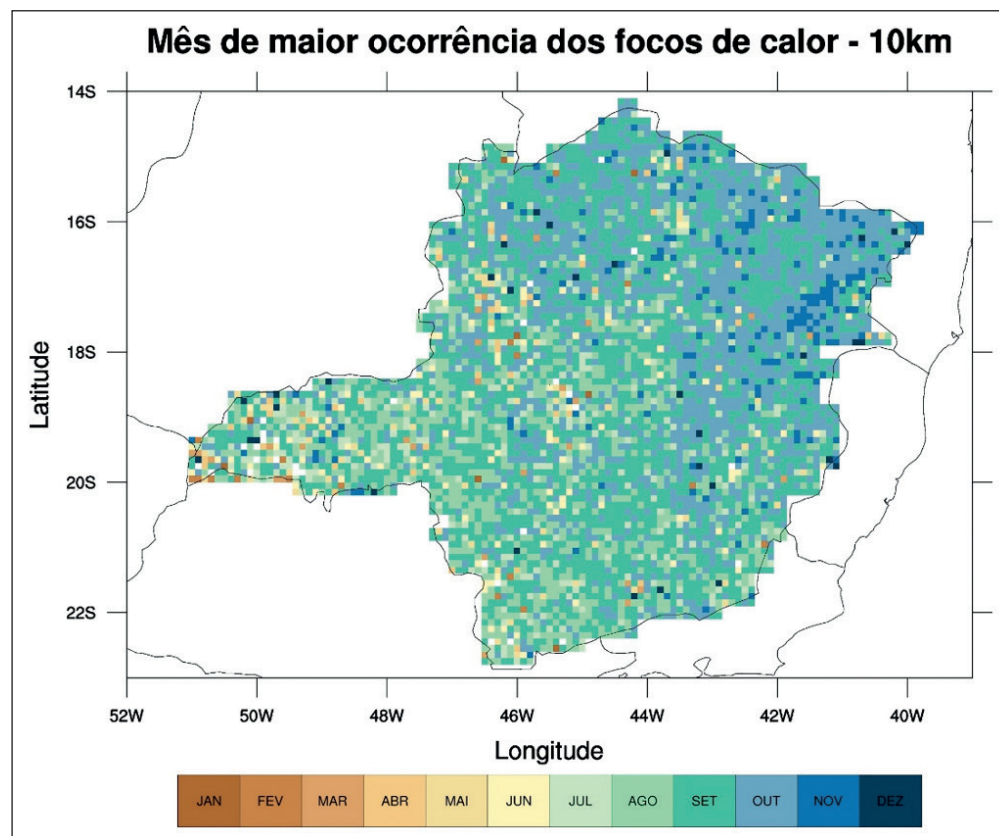 Mês de maior ocorrência dos focos de calor - 10km
14S
16S
18S
20S
22S
Latitude
52W 50W 48W 46W 44W 42W 40W
Longitude
JAN FEV MAR ABR MAI JUN JUL AGO SET OUT NOV DEZ